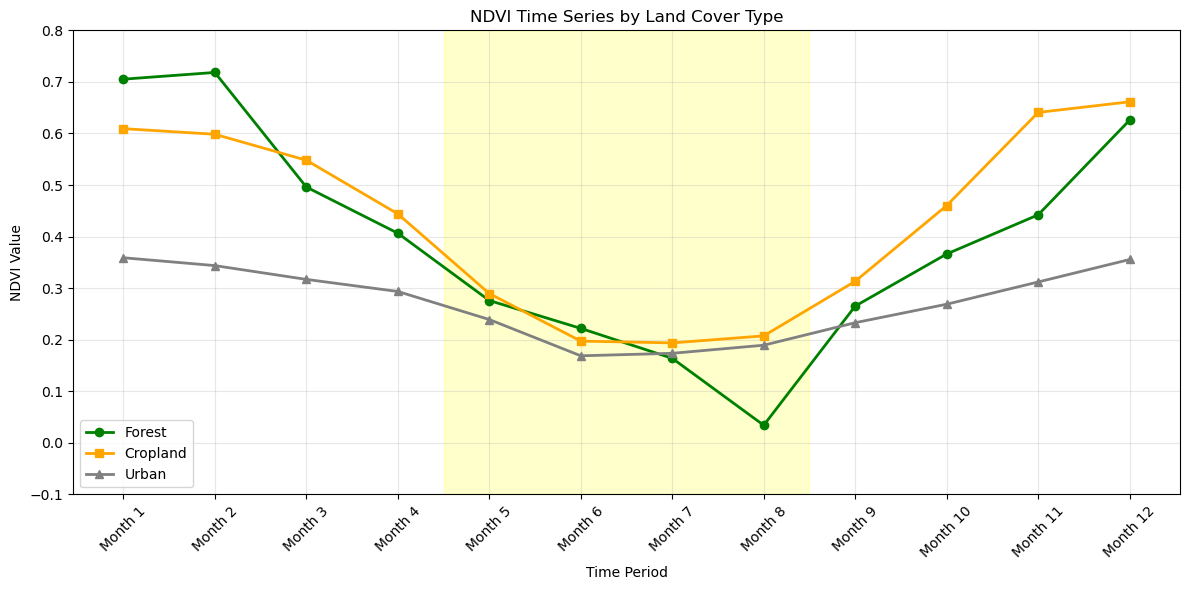 NDVI Time Series by Land Cover Type
NDVI Value
0.8
0.7
0.6
0.5
0.4
0.3
0.2
0.1
0.0
−0.1
Forest
Cropland
Urban
Month 1
Month 2
Month 3
Month 4
Month 5
Month 6
Month 7
Month 8
Month 9
Month 10
Month 11
Month 12
Time Period